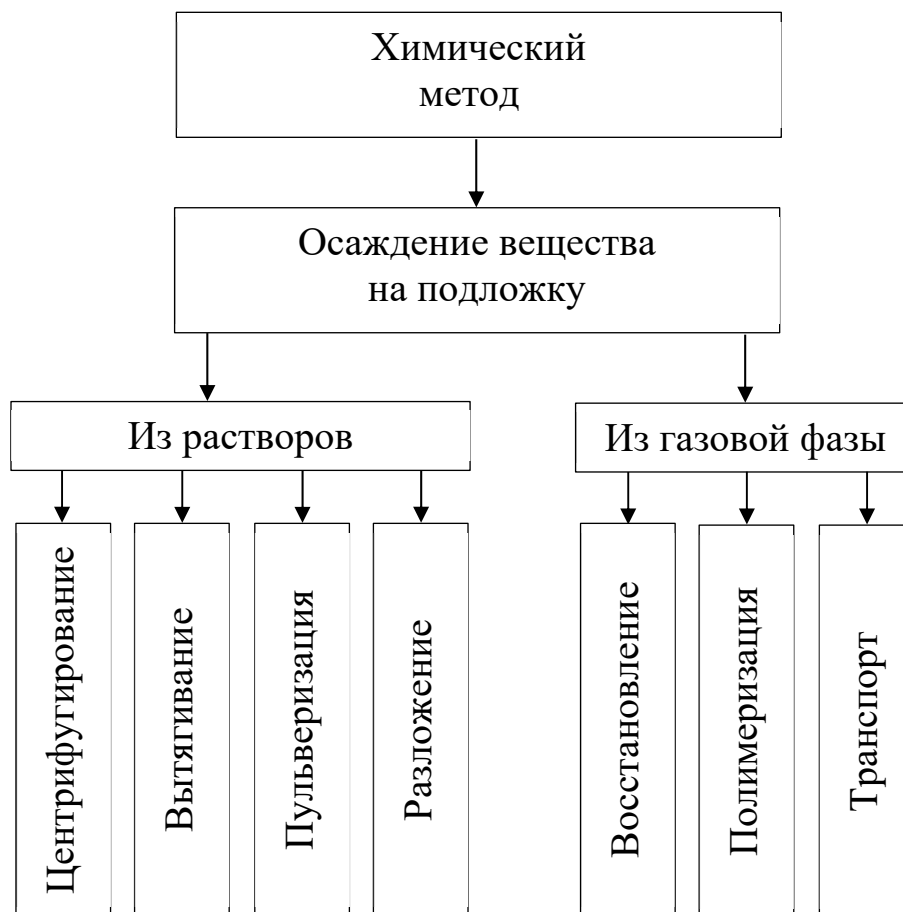 Химический
метод
Осаждение вещества
на подложку
Из растворов
Из газовой фазы
Центрифугирование
Вытягивание
Пульверизация
Разложение
Восстановление
Полимеризация
Транспорт